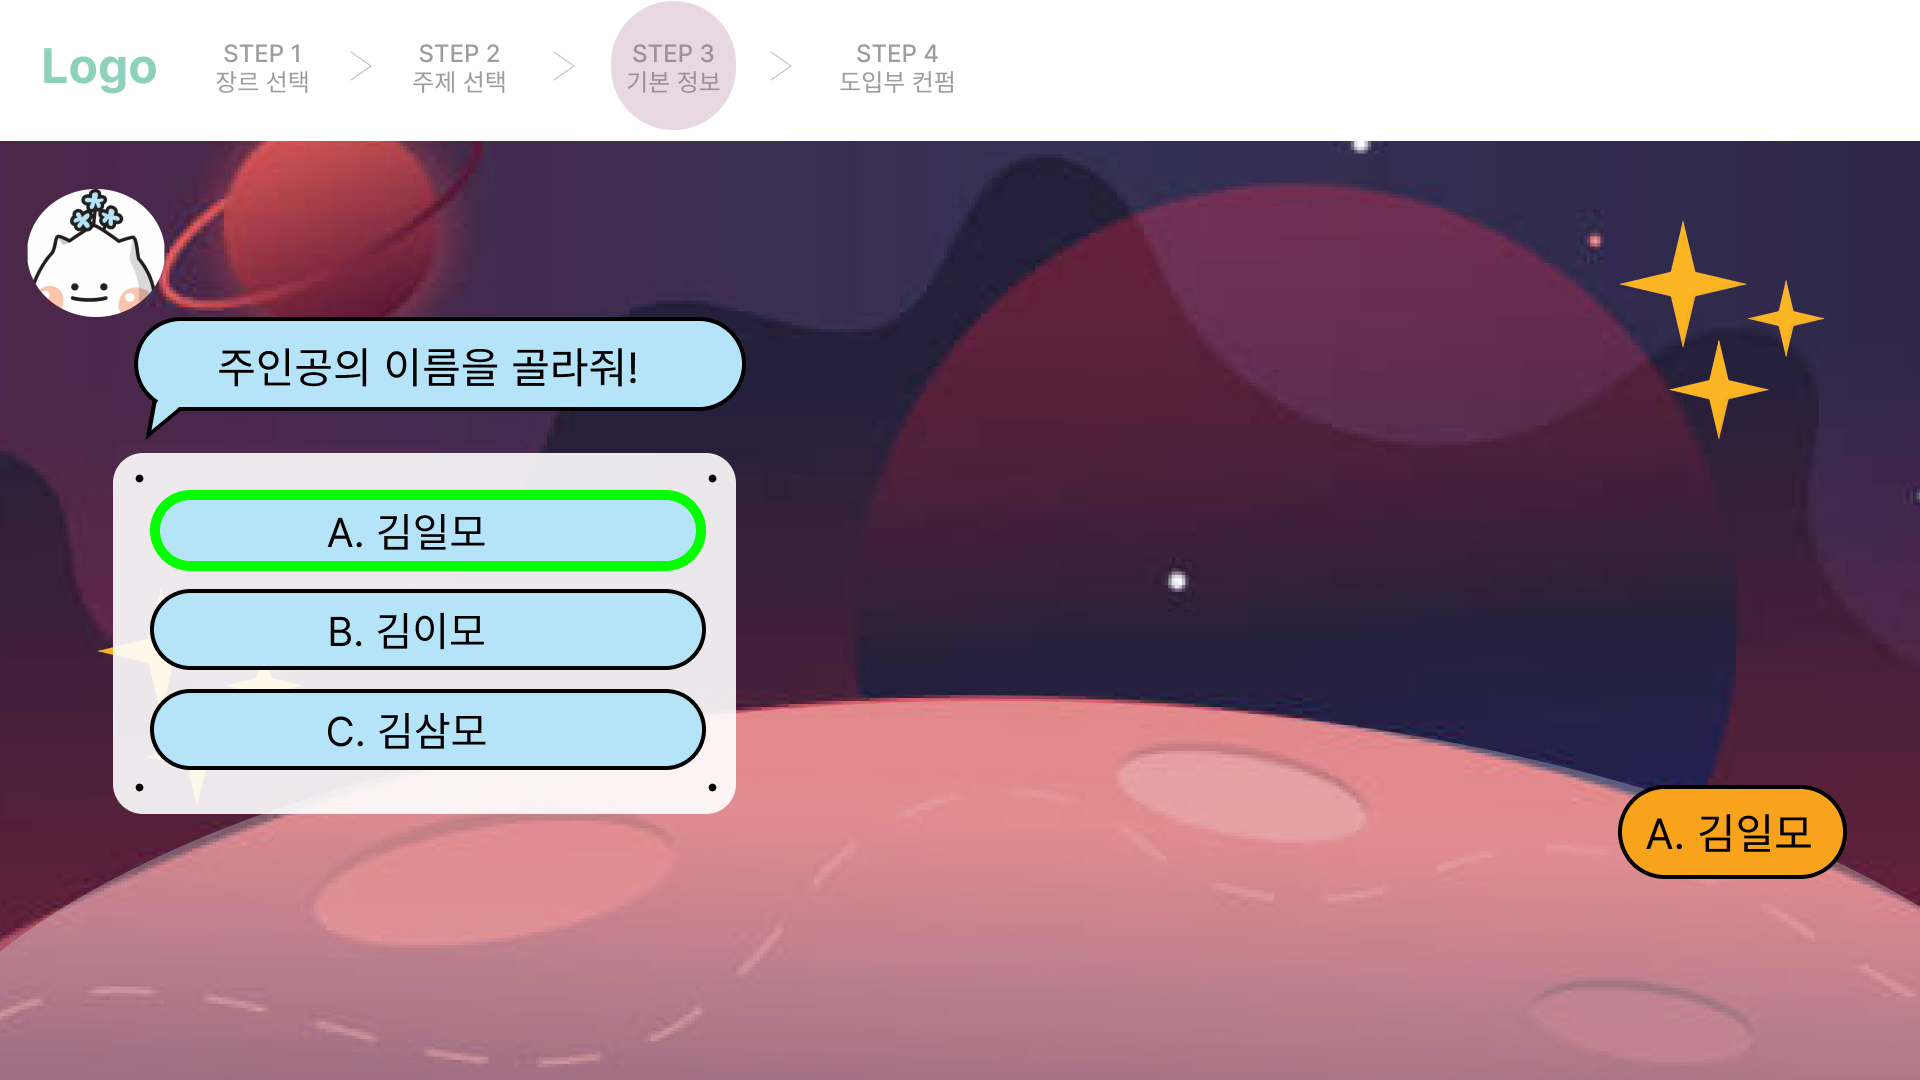 Logo
STEP 1
장르 선택
STEP 2
주제 선택
STEP 3
기본 정보
STEP 4
도입부 컨펌
주인공의 이름을 골라줘!
A. 김일모
B. 김이모
C. 김삼모
A. 김일모